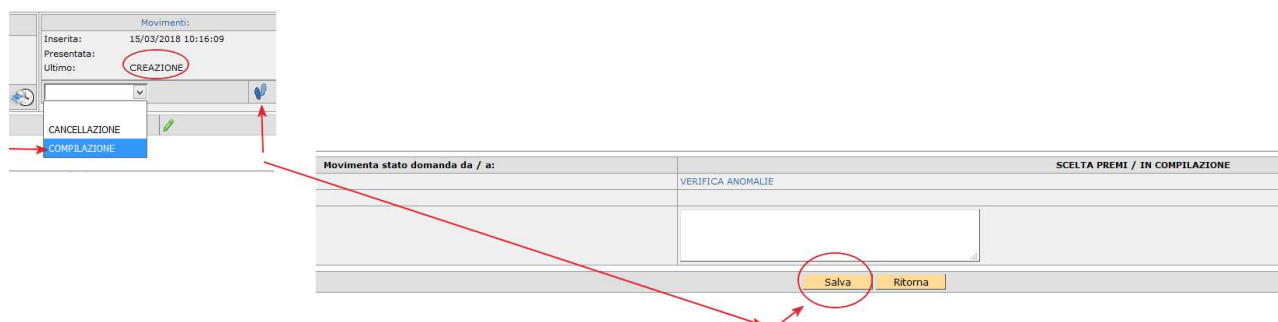 Movimenti:
Inserita: 15/03/2018 10:16:09
Presentata:
Ultimo: CREAZIONE
CANCELLAZIONE
COMPILAZIONE
Movimenta stato domanda da / a: SCELTA PREMI / IN COMPILAZIONE
VERIFICA ANOMALIE
Salva Ritorna